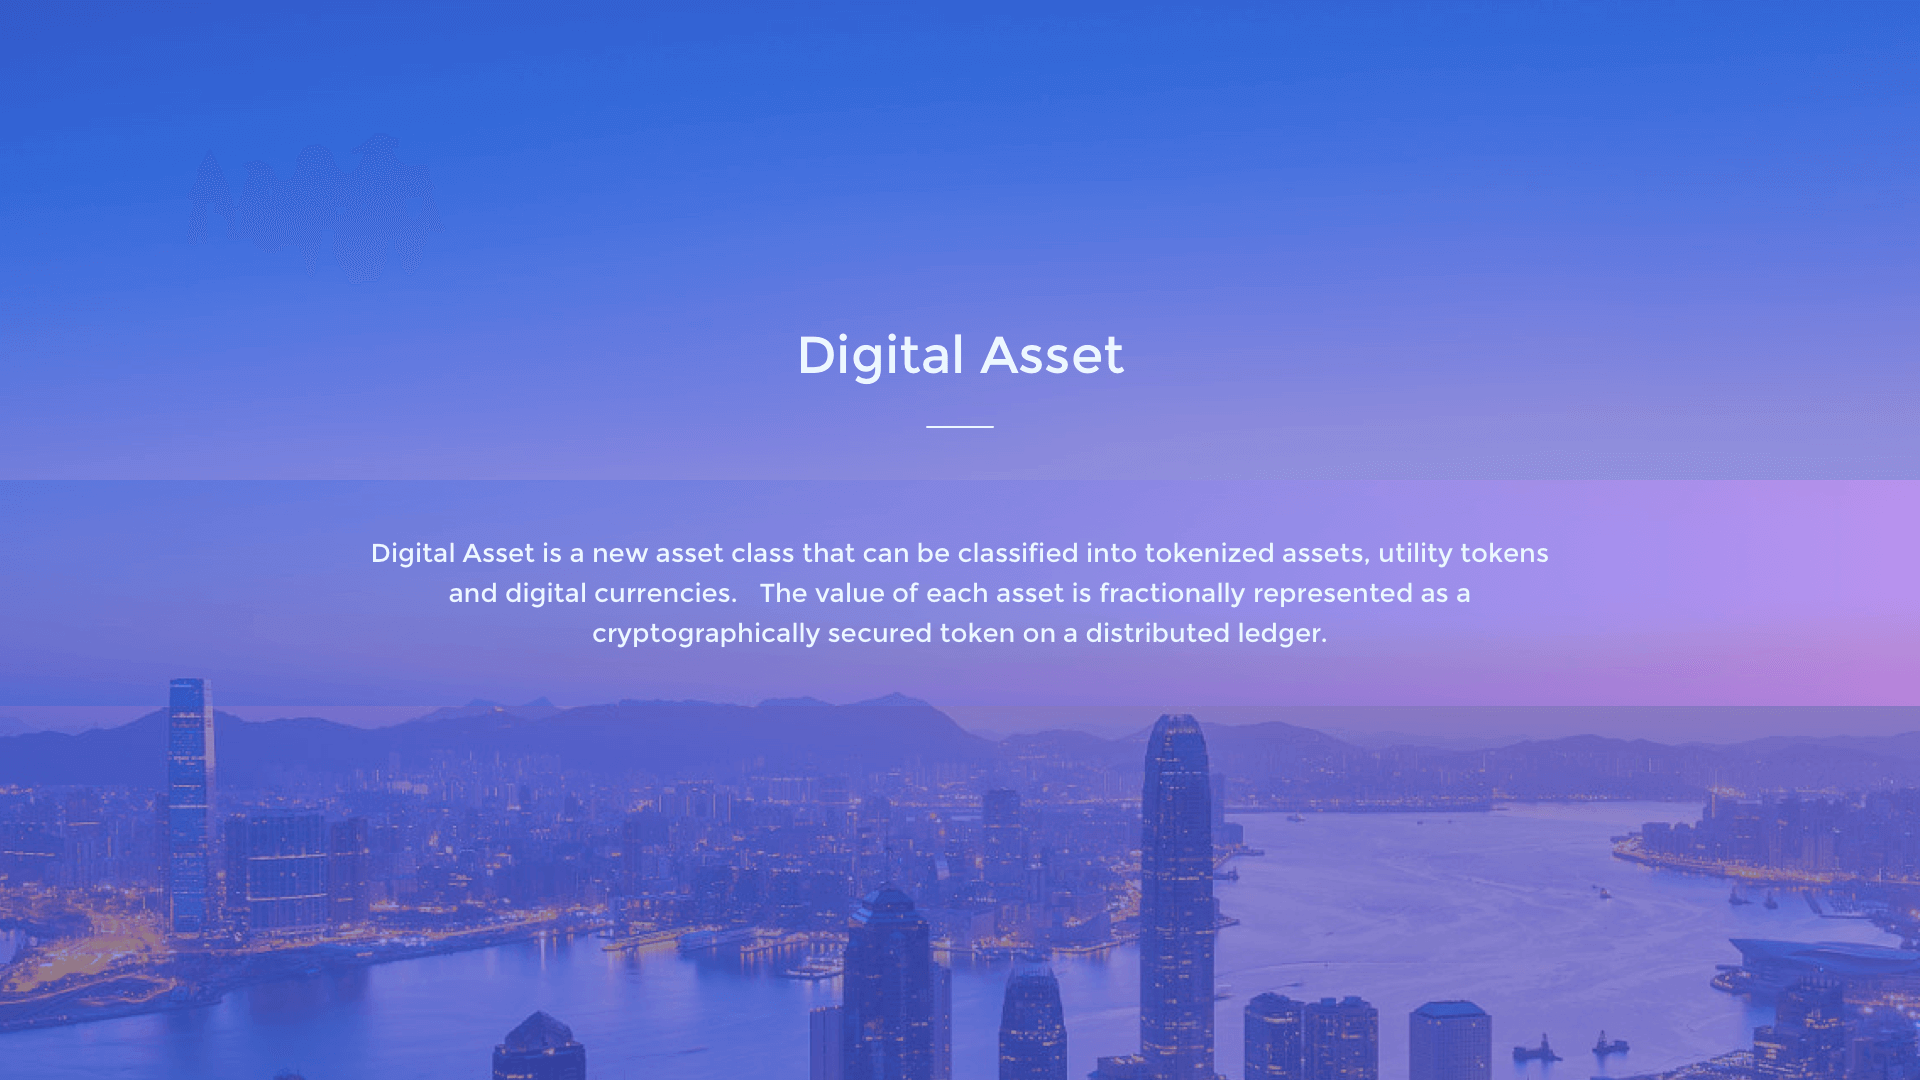 Digital Asset
Digital Asset is a new asset class that can be classified into tokenized assets, utility tokens
and digital currencies.   The value of each asset is fractionally represented as a
cryptographically secured token on a distributed ledger.